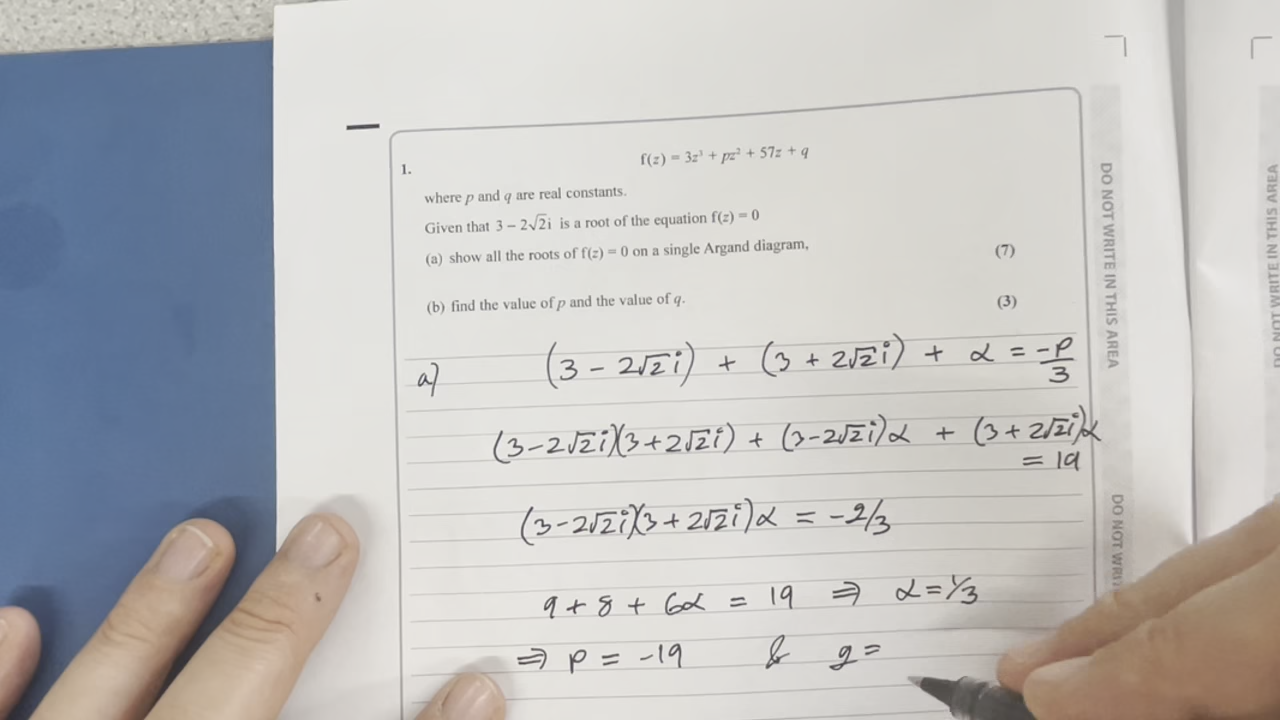 1.
f(z) = 3z³ + pz² + 57z + q
where p and q are real constants.
Given that 3 – 2√2i is a root of the equation f(z) = 0
(a) show all the roots of f(z) = 0 on a single Argand diagram,
(7)
(b) find the value of p and the value of q.
(3)
a) (3 - 2√2i) + (3 + 2√2i) + α = -p/3
(3-2√2i)(3+2√2i) + (3-2√2i)α + (3+2√2i)α
= 19
(3-2√2i)(3+2√2i)α = -q/3
9 + 8 + 6α = 19 ⇒ α = 1/3
⇒ p = -19 & q =
DO NOT WRITE IN THIS AREA
DO NOT WRI
DO NOT WRITE IN THIS AREA